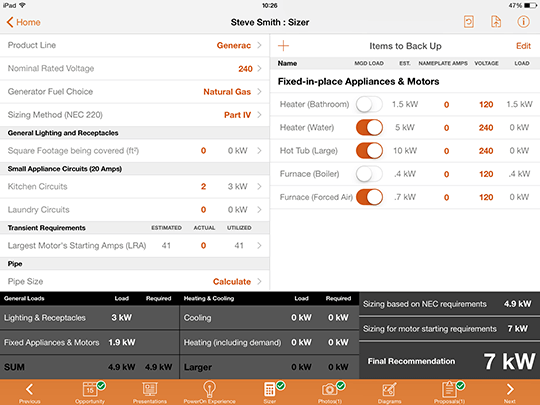 iPad 10:26 47%
Home Steve Smith : Sizer
Product Line Generac
Nominal Rated Voltage 240
Generator Fuel Choice Natural Gas
Sizing Method (NEC 220) Part IV
General Lighting and Receptacles
Square Footage being covered (ft²) 0 0 kW
Small Appliance Circuits (20 Amps)
Kitchen Circuits 2 3 kW
Laundry Circuits 0 0 kW
Transient Requirements ESTIMATED ACTUAL UTILIZED
Largest Motor's Starting Amps (LRA) 41 0 41
Pipe
Pipe Size Calculate
Items to Back Up Edit
Name MGD LOAD EST. NAMEPLATE AMPS VOLTAGE LOAD
Fixed-in-place Appliances & Motors
Heater (Bathroom) 1.5 kW 0 120 1.5 kW
Heater (Water) 5 kW 0 240 0 kW
Hot Tub (Large) 10 kW 0 240 0 kW
Furnace (Boiler) .4 kW 0 120 .4 kW
Furnace (Forced Air) .7 kW 0 120 0 kW
General Loads Load Required
Lighting & Receptacles 3 kW
Fixed Appliances & Motors 1.9 kW
SUM 4.9 kW 4.9 kW
Heating & Cooling Load Required
Cooling 0 kW 0 kW
Heating (including demand) 0 kW 0 kW
Larger 0 kW 0 kW
Sizing based on NEC requirements 4.9 kW
Sizing for motor starting requirements 7 kW
Final Recommendation 7 kW
15
Previous Opportunity Presentations PowerOn Experience Sizer Photos(1) Diagrams Proposals(1) Next